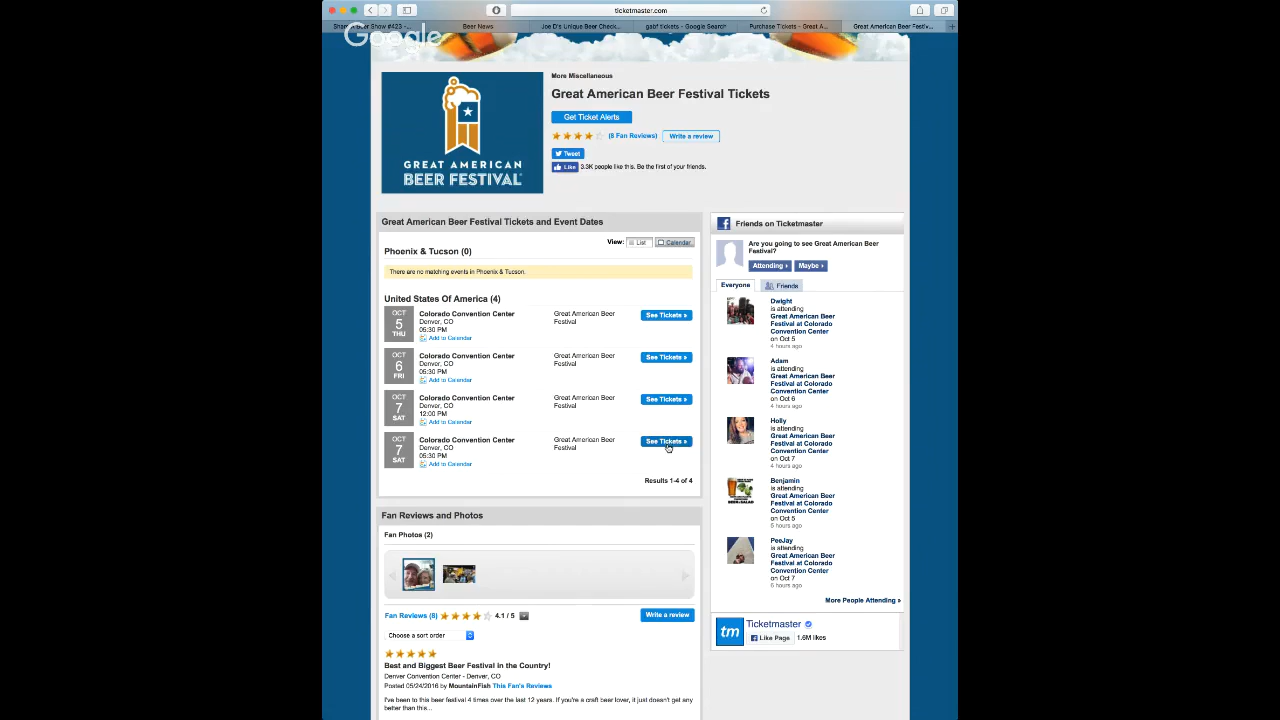 ticketmaster.com
Beer News
Joe D's Unique Beer Check...
gabf tickets - Google Search
Purchase Tickets - Great A...
Great American Beer Festiv...
Google
More Miscellaneous
Great American Beer Festival Tickets
Get Ticket Alerts
(8 Fan Reviews) Write a review
Tweet
Like 3.3K people like this. Be the first of your friends.
GREAT AMERICAN
BEER FESTIVAL
Great American Beer Festival Tickets and Event Dates
View: List Calendar
Phoenix & Tucson (0)
There are no matching events in Phoenix & Tucson.
United States Of America (4)
OCT
5
THU
Colorado Convention Center
Denver, CO
05:30 PM
Add to Calendar
Great American Beer
Festival
See Tickets »
OCT
6
FRI
Colorado Convention Center
Denver, CO
05:30 PM
Add to Calendar
Great American Beer
Festival
See Tickets »
OCT
7
SAT
Colorado Convention Center
Denver, CO
12:00 PM
Add to Calendar
Great American Beer
Festival
See Tickets »
OCT
7
SAT
Colorado Convention Center
Denver, CO
05:30 PM
Add to Calendar
Great American Beer
Festival
See Tickets »
Results 1-4 of 4
Fan Reviews and Photos
Fan Photos (2)
Fan Reviews (8) 4.1 / 5
Write a review
Choose a sort order
Best and Biggest Beer Festival in the Country!
Denver Convention Center - Denver, CO
Posted 05/24/2016 by MountainFish This Fan's Reviews
I've been to this beer festival 4 times over the last 12 years. If you're a craft beer lover, it just doesn't get any
better than this...
Friends on Ticketmaster
Are you going to see Great American Beer
Festival?
Attending Maybe
Everyone Friends
Dwight
is attending
Great American Beer
Festival at Colorado
Convention Center
on Oct 5
4 hours ago
Adam
is attending
Great American Beer
Festival at Colorado
Convention Center
on Oct 6
4 hours ago
Holly
is attending
Great American Beer
Festival at Colorado
Convention Center
on Oct 7
4 hours ago
Benjamin
is attending
Great American Beer
Festival at Colorado
Convention Center
on Oct 5
5 hours ago
PeeJay
is attending
Great American Beer
Festival at Colorado
Convention Center
on Oct 7
6 hours ago
More People Attending »
tm
Ticketmaster
Like Page 1.6M likes